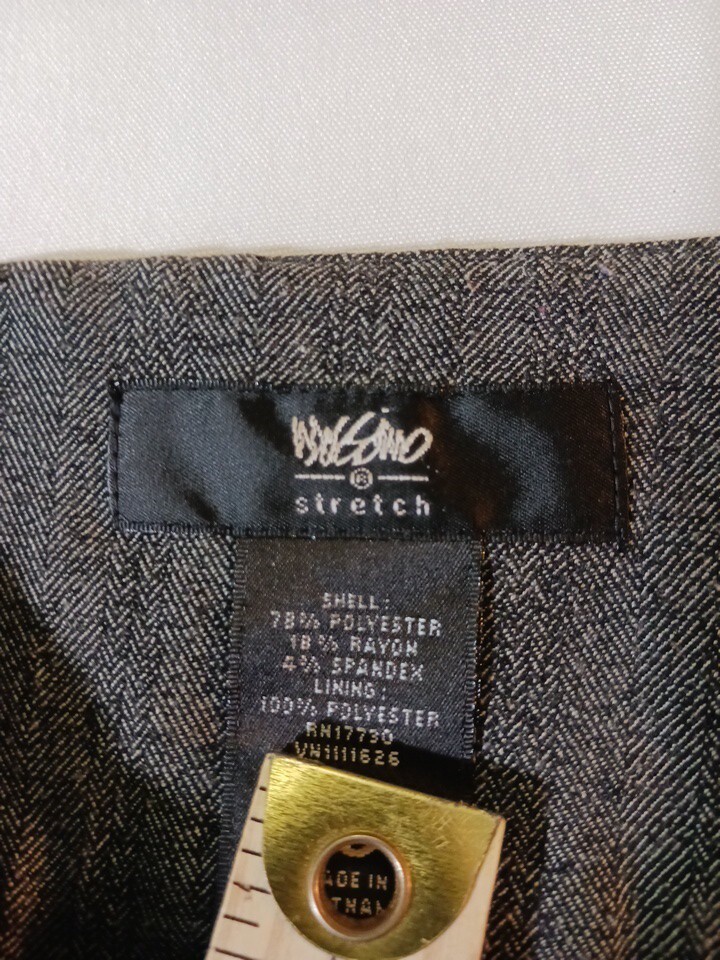 Mossimo
®
stretch
SHELL:
78% POLYESTER
18% RAYON
4% SPANDEX
LINING:
100% POLYESTER
RN17730
VN1111626
ADE IN
TNAM